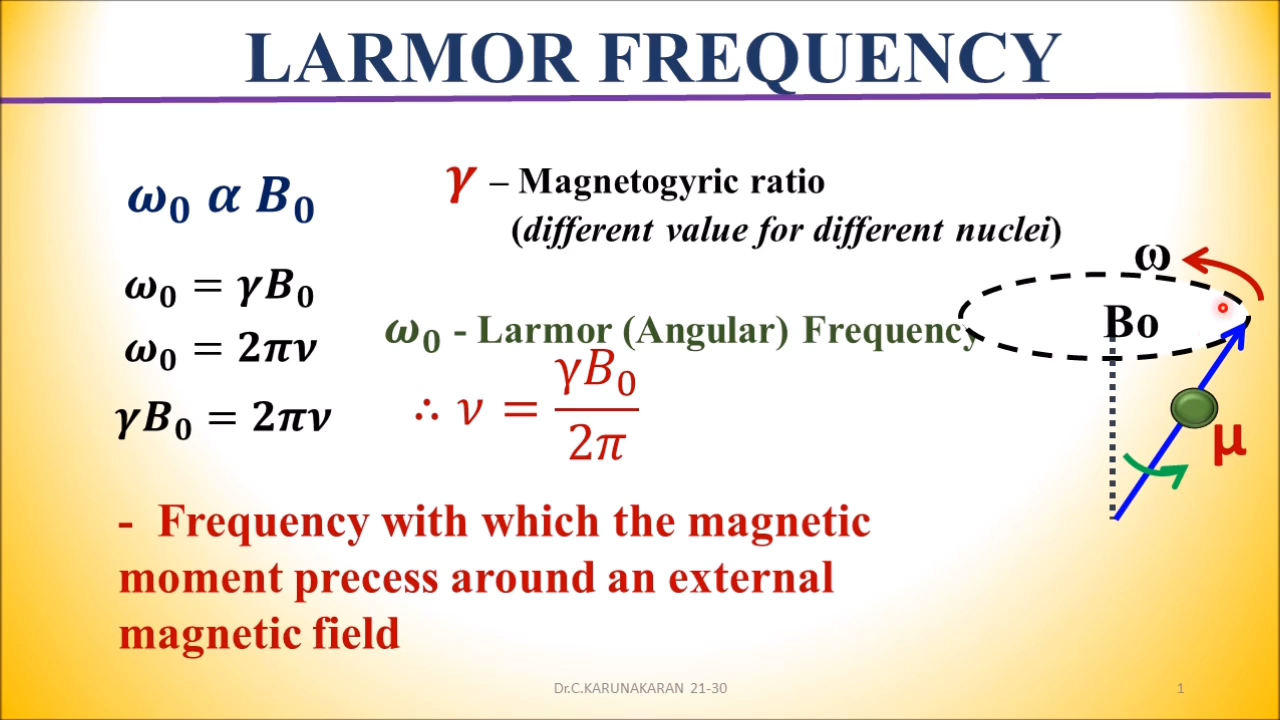 LARMOR FREQUENCY
ω₀ α B₀
γ – Magnetogyric ratio
(different value for different nuclei)
ω₀ = γB₀
ω₀ - Larmor (Angular) Frequency
ω₀ = 2πν
γB₀ = 2πν
∴ ν = γB₀ / 2π
ω
Bo
μ
- Frequency with which the magnetic
moment precess around an external
magnetic field
Dr.C.KARUNAKARAN 21-30
1